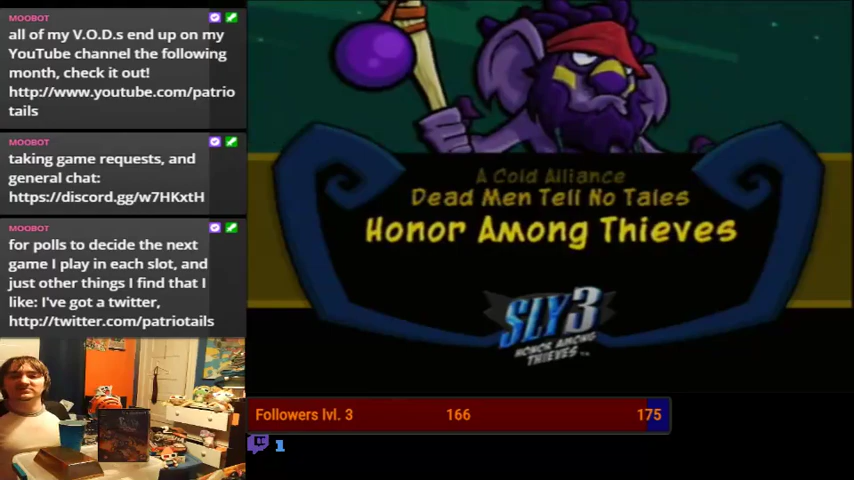 MOOBOT
all of my V.O.D.s end up on my
YouTube channel the following
month, check it out!
http://www.youtube.com/patrio
tails
MOOBOT
taking game requests, and
general chat:
https://discord.gg/w7HKxtH
MOOBOT
for polls to decide the next
game I play in each slot, and
just other things I find that I
like: I've got a twitter,
http://twitter.com/patriotails
A Cold Alliance
Dead Men Tell No Tales
Honor Among Thieves
SLY 3
HONOR AMONG
THIEVES™
Followers lvl. 3 166 175
1